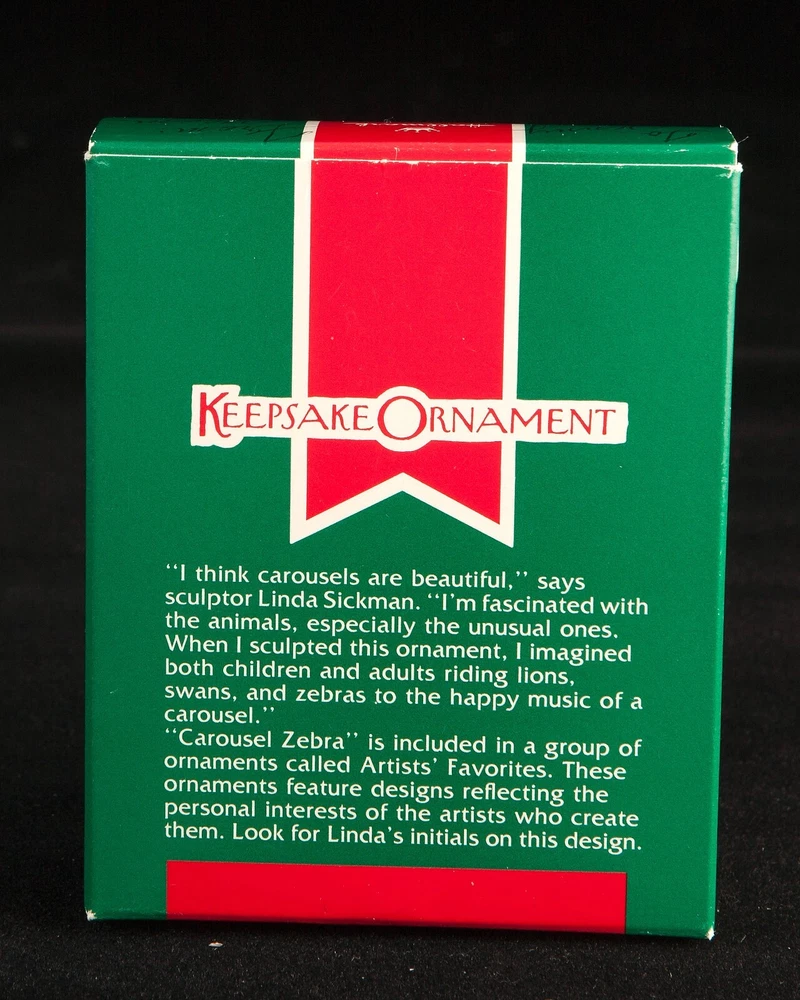 KEEPSAKE ORNAMENT
“I think carousels are beautiful,” says
sculptor Linda Sickman. “I'm fascinated with
the animals, especially the unusual ones.
When I sculpted this ornament, I imagined
both children and adults riding lions,
swans, and zebras to the happy music of a
carousel.”
“Carousel Zebra” is included in a group of
ornaments called Artists' Favorites. These
ornaments feature designs reflecting the
personal interests of the artists who create
them. Look for Linda's initials on this design.